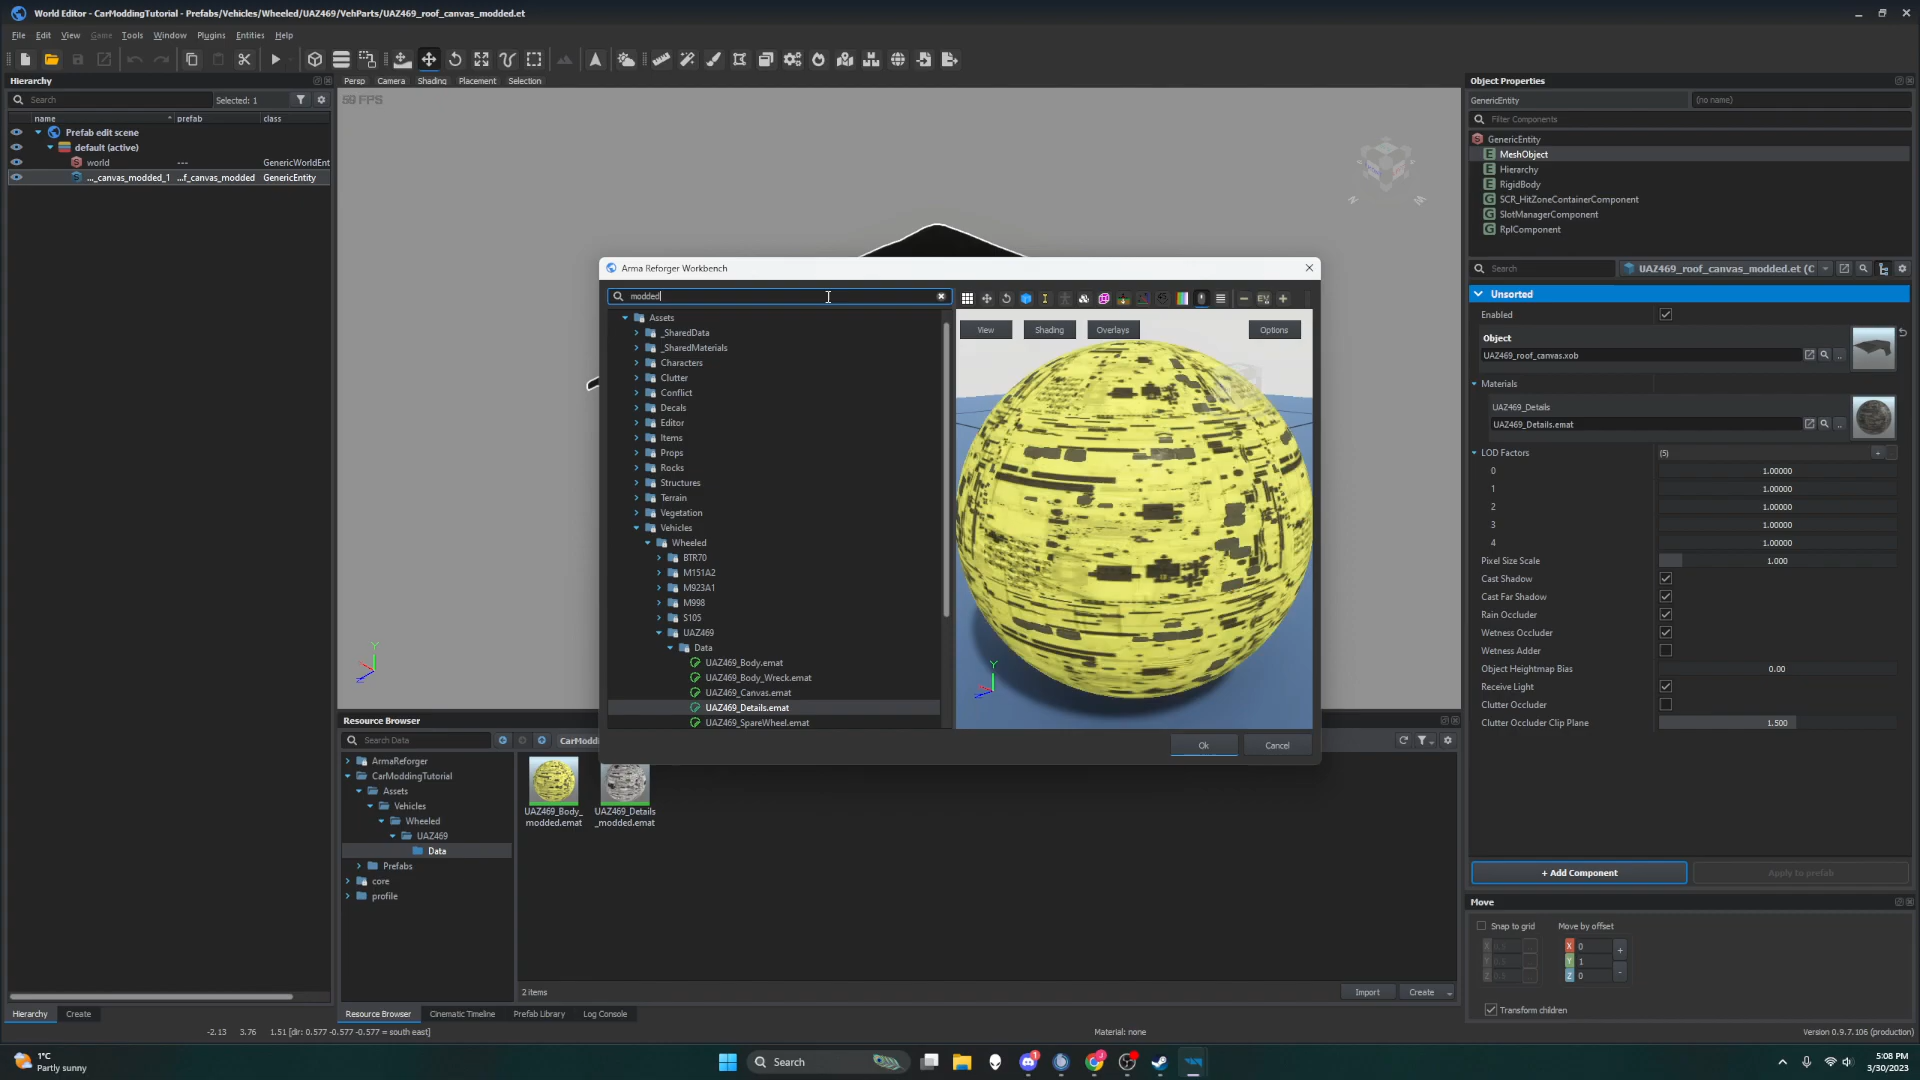 World Editor - CarModdingTutorial - Prefabs/Vehicles/Wheeled/UAZ469/VehParts/UAZ469_roof_canvas_modded.et
File Edit View Game Tools Window Plugins Entities Help
Hierarchy
Search
Selected: 1
name prefab class
Prefab edit scene
default (active)
world --- GenericWorldEnt
..._canvas_modded_1 ...f_canvas_modded GenericEntity
Persp Camera Shading Placement Selection
59 FPS
Arma Reforger Workbench
modded
Assets
_SharedData
_SharedMaterials
Characters
Clutter
Conflict
Decals
Editor
Items
Props
Rocks
Structures
Terrain
Vegetation
Vehicles
Wheeled
BTR70
M151A2
M923A1
M998
S105
UAZ469
Data
UAZ469_Body.emat
UAZ469_Body_Wreck.emat
UAZ469_Canvas.emat
UAZ469_Details.emat
UAZ469_SpareWheel.emat
EV
View Shading Overlays Options
Y
Ok Cancel
Y
Object Properties
GenericEntity (no name)
Filter Components
GenericEntity
MeshObject
Hierarchy
RigidBody
SCR_HitZoneContainerComponent
SlotManagerComponent
RplComponent
Search
UAZ469_roof_canvas_modded.et (C
Unsorted
Enabled
Object
UAZ469_roof_canvas.xob
..
Materials
UAZ469_Details
UAZ469_Details.emat
..
LOD Factors (5)
0 1.00000
1 1.00000
2 1.00000
3 1.00000
4 1.00000
Pixel Size Scale 1.000
Cast Shadow
Cast Far Shadow
Rain Occluder
Wetness Occluder
Wetness Adder
Object Heightmap Bias 0.00
Receive Light
Clutter Occluder
Clutter Occluder Clip Plane 1.500
+ Add Component
Apply to prefab
Move
Snap to grid Move by offset
X 0
Y 1
Z 0
Transform children
Resource Browser
Search Data
CarModdi
ArmaReforger
CarModdingTutorial
Assets
Vehicles
Wheeled
UAZ469
Data
Prefabs
core
profile
UAZ469_Body_
modded.emat
UAZ469_Details
_modded.emat
2 items
Import Create
Hierarchy Create
Resource Browser Cinematic Timeline Prefab Library Log Console
-2.13 3.76 1.51 [dir: 0.577 -0.577 -0.577 = south east]
Material: none
Version 0.9.7.106 (production)
1°C
Partly sunny
Search
5:08 PM
3/30/2023